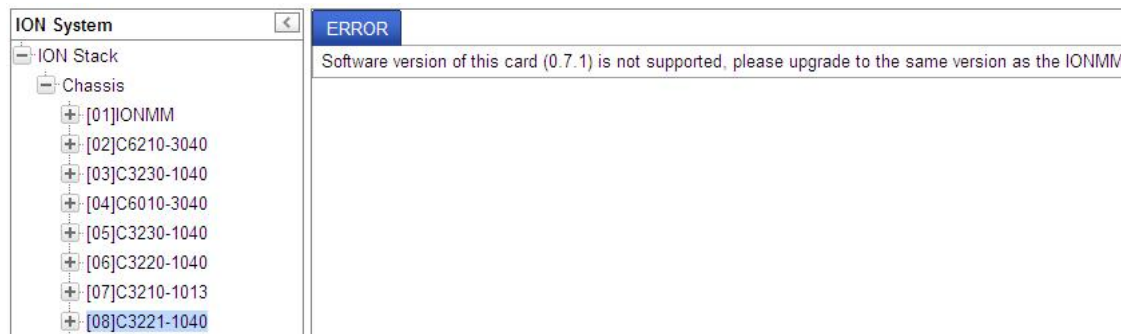 ION System
ION Stack
Chassis
[01]IONMM
[02]C6210-3040
[03]C3230-1040
[04]C6010-3040
[05]C3230-1040
[06]C3220-1040
[07]C3210-1013
[08]C3221-1040
ERROR
Software version of this card (0.7.1) is not supported, please upgrade to the same version as the IONMM